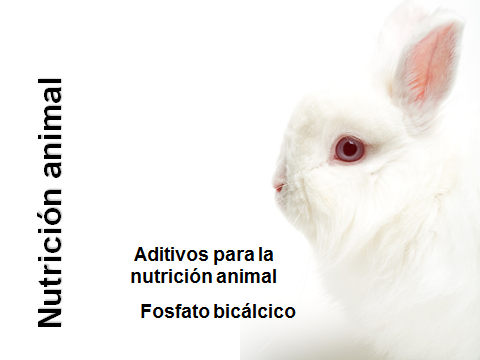 Nutrición animal
Aditivos para la
nutrición animal
Fosfato bicálcico